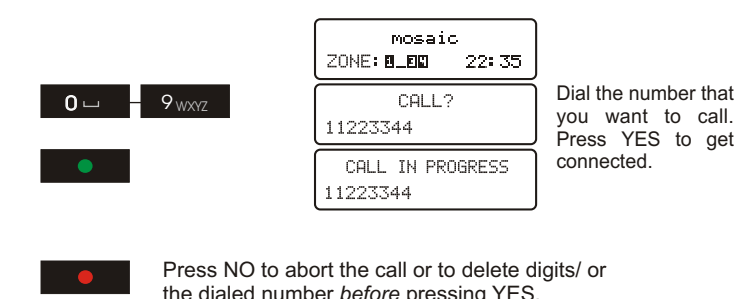 mosaic
ZONE: 1_34 22:35
0 9 WXYZ
CALL?
11223344
CALL IN PROGRESS
11223344
Dial the number that
you want to call.
Press YES to get
connected.
Press NO to abort the call or to delete digits/ or
the dialed number before pressing YES.